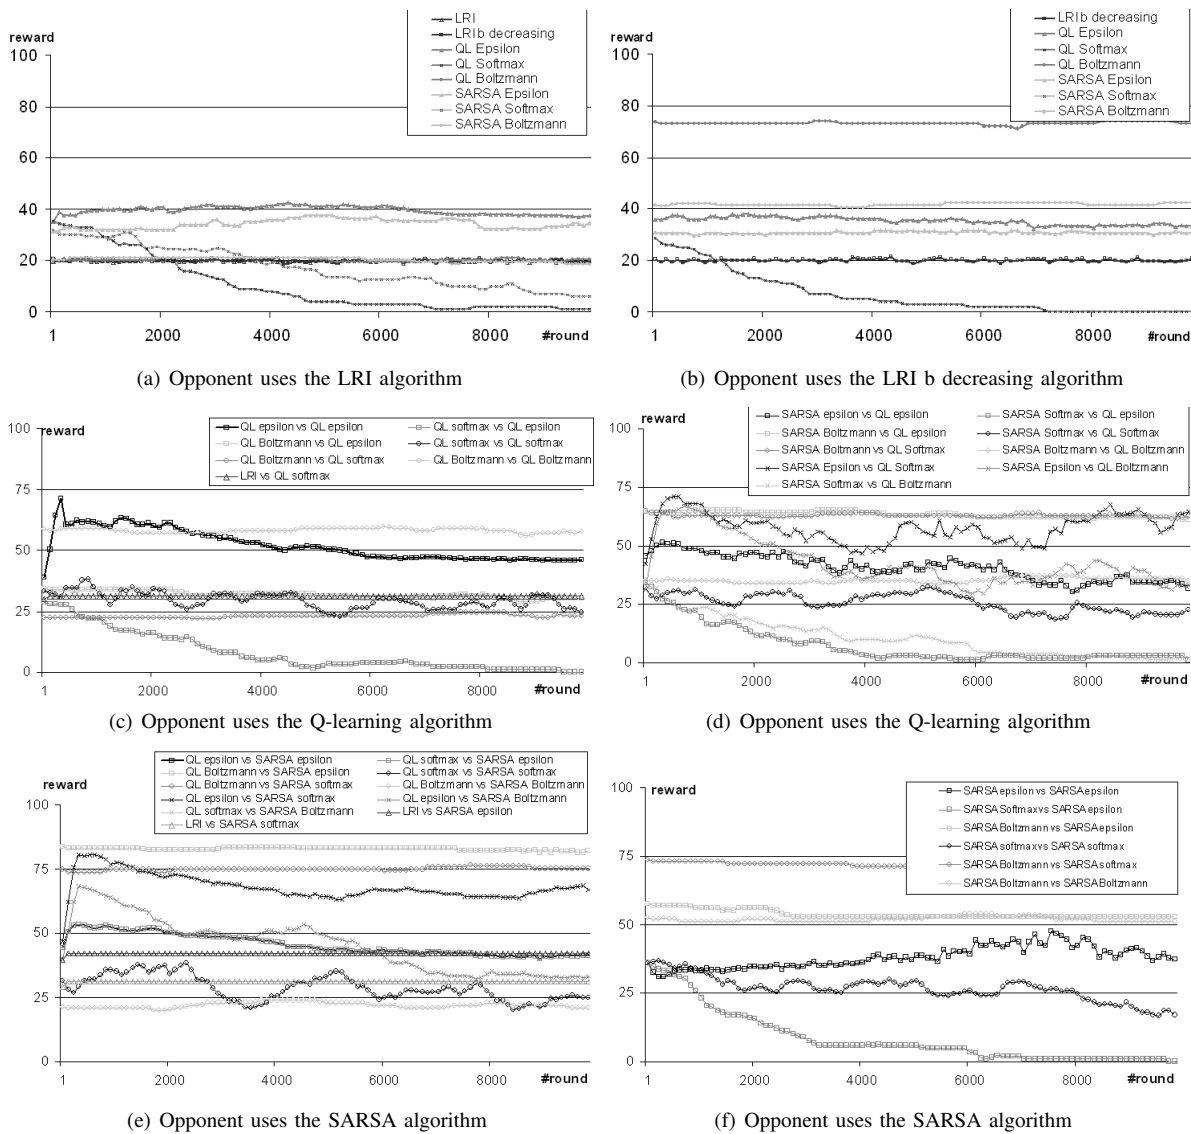 reward
100
80
60
40
20
0
1
2000
4000
6000
8000
#round
LRI
LRI b decreasing
QL Epsilon
QL Softmax
QL Boltzmann
SARSA Epsilon
SARSA Softmax
SARSA Boltzmann
(a) Opponent uses the LRI algorithm
reward
100
80
60
40
20
0
1
2000
4000
6000
8000
#round
LRI b decreasing
QL Epsilon
QL Softmax
QL Boltzmann
SARSA Epsilon
SARSA Softmax
SARSA Boltzmann
(b) Opponent uses the LRI b decreasing algorithm
reward
100
75
50
25
0
1
2000
4000
6000
8000
#round
QL epsilon vs QL epsilon
QL softmax vs QL epsilon
QL Boltzmann vs QL epsilon
QL softmax vs QL softmax
QL Boltzmann vs QL softmax
QL Boltzmann vs QL Boltzmann
LRI vs QL softmax
(c) Opponent uses the Q-learning algorithm
reward
100
75
50
25
0
1
2000
4000
6000
8000
#round
SARSA epsilon vs QL epsilon
SARSA Softmax vs QL epsilon
SARSA Boltzmann vs QL epsilon
SARSA Softmax vs QL Softmax
SARSA Boltmann vs QL Softmax
SARSA Boltzmann vs QL Boltzmann
SARSA Epsilon vs QL Softmax
SARSA Epsilon vs QL Boltzmann
SARSA Softmax vs QL Boltzmann
(d) Opponent uses the Q-learning algorithm
reward
100
75
50
25
0
1
2000
4000
6000
8000
#round
QL epsilon vs SARSA epsilon
QL softmax vs SARSA epsilon
QL Boltzmann vs SARSA epsilon
QL softmax vs SARSA softmax
QL Boltzmann vs SARSA softmax
QL Boltzmann vs SARSA Boltzmann
QL epsilon vs SARSA softmax
QL epsilon vs SARSA Boltzmann
QL softmax vs SARSA Boltzmann
LRI vs SARSA epsilon
LRI vs SARSA softmax
(e) Opponent uses the SARSA algorithm
reward
100
75
50
25
0
1
2000
4000
6000
8000
#round
SARSA epsilon vs SARSA epsilon
SARSA Softmax vs SARSA epsilon
SARSA Boltzmann vs SARSA epsilon
SARSA softmax vs SARSA softmax
SARSA Boltzmann vs SARSA softmax
SARSA Boltzmann vs SARSA Boltzmann
(f) Opponent uses the SARSA algorithm